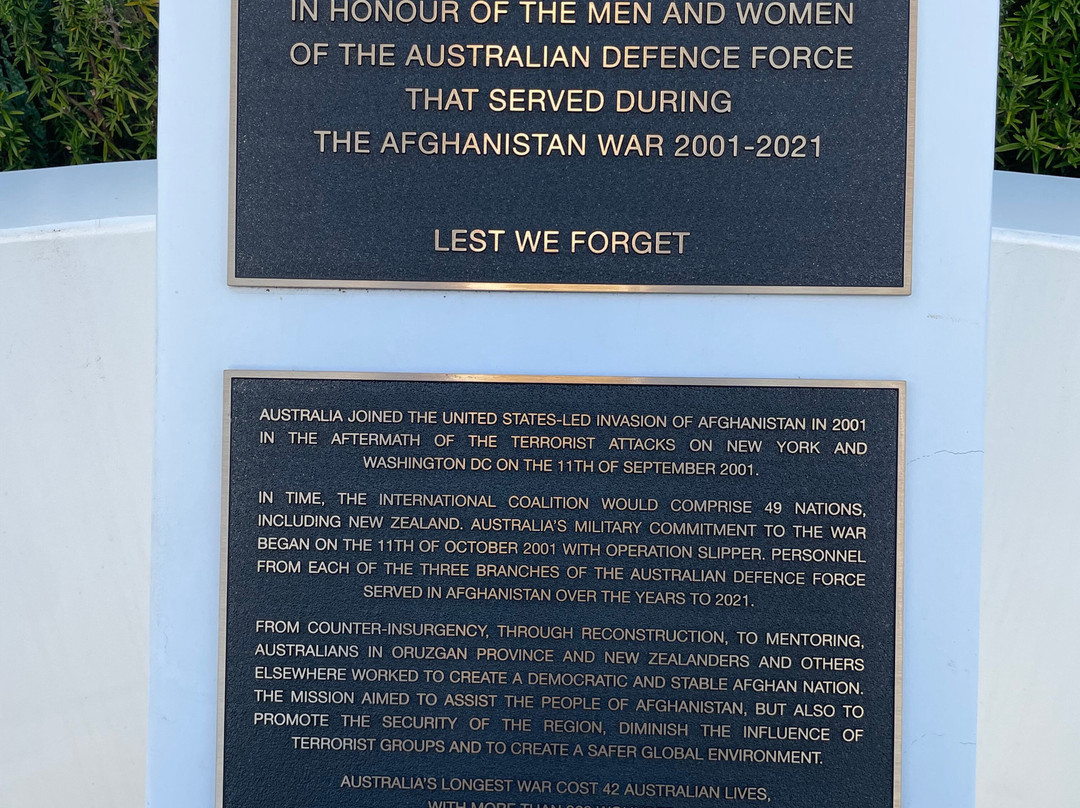 IN HONOUR OF THE MEN AND WOMEN
OF THE AUSTRALIAN DEFENCE FORCE
THAT SERVED DURING
THE AFGHANISTAN WAR 2001-2021
LEST WE FORGET
AUSTRALIA JOINED THE UNITED STATES-LED INVASION OF AFGHANISTAN IN 2001
IN THE AFTERMATH OF THE TERRORIST ATTACKS ON NEW YORK AND
WASHINGTON DC ON THE 11TH OF SEPTEMBER 2001.
IN TIME, THE INTERNATIONAL COALITION WOULD COMPRISE 49 NATIONS,
INCLUDING NEW ZEALAND. AUSTRALIA'S MILITARY COMMITMENT TO THE WAR
BEGAN ON THE 11TH OF OCTOBER 2001 WITH OPERATION SLIPPER. PERSONNEL
FROM EACH OF THE THREE BRANCHES OF THE AUSTRALIAN DEFENCE FORCE
SERVED IN AFGHANISTAN OVER THE YEARS TO 2021.
FROM COUNTER-INSURGENCY, THROUGH RECONSTRUCTION, TO MENTORING,
AUSTRALIANS IN ORUZGAN PROVINCE AND NEW ZEALANDERS AND OTHERS
ELSEWHERE WORKED TO CREATE A DEMOCRATIC AND STABLE AFGHAN NATION.
THE MISSION AIMED TO ASSIST THE PEOPLE OF AFGHANISTAN, BUT ALSO TO
PROMOTE THE SECURITY OF THE REGION, DIMINISH THE INFLUENCE OF
TERRORIST GROUPS AND TO CREATE A SAFER GLOBAL ENVIRONMENT.
AUSTRALIA'S LONGEST WAR COST 42 AUSTRALIAN LIVES,
WITH MORE THAN